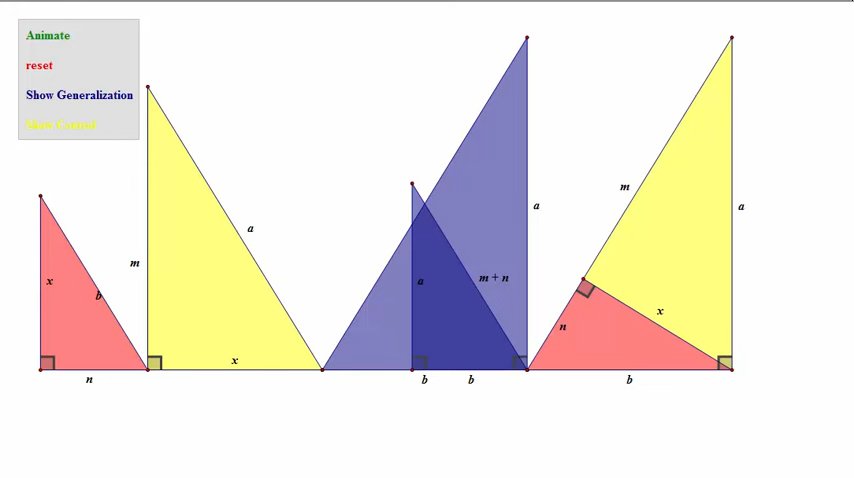 Animate
reset
Show Generalization
Show Control
m
a
a
a
m
a
x
b
m
m + n
n
x
x
n
b
b
b